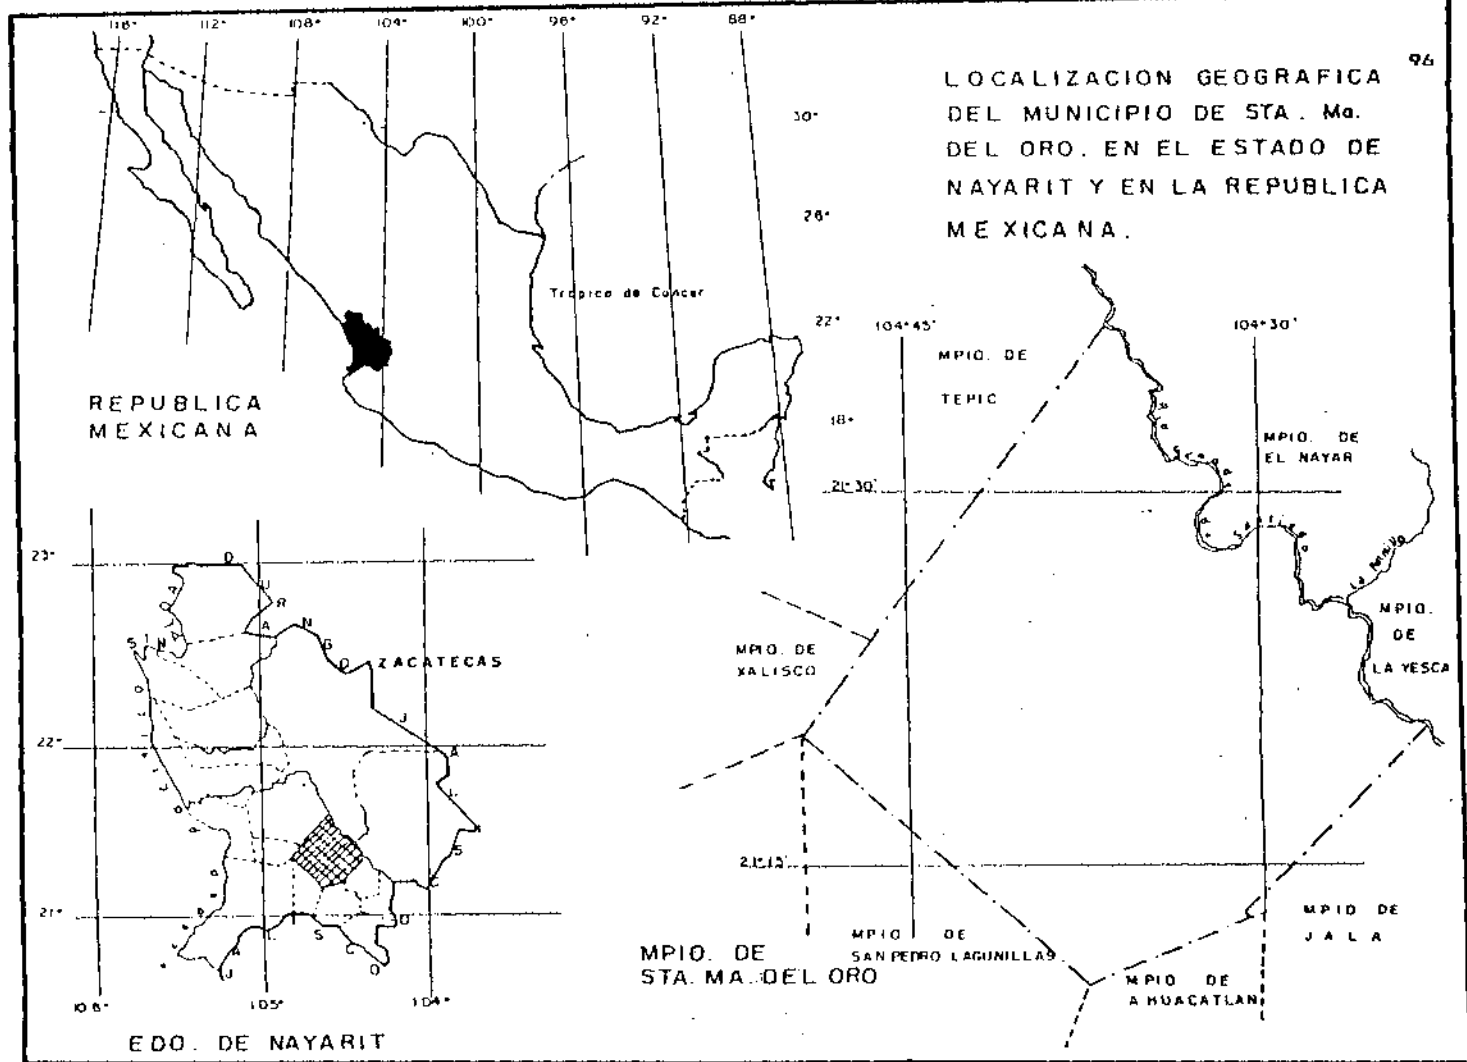 116° 112° 108° 104° 100° 96° 92° 88°
96
LOCALIZACION GEOGRAFICA
DEL MUNICIPIO DE STA. Ma.
DEL ORO. EN EL ESTADO DE
NAYARIT Y EN LA REPUBLICA
MEXICANA.
30°
26°
22°
18°
Tropico de Cancer
REPUBLICA
MEXICANA
104°45'
104°30'
21°30'
21°15'
MPIO. DE
TEPIC
MPIO. DE
EL NAYAR
MPIO. DE
XALISCO
MPIO.
DE
LA YESCA
MPIO DE
SAN PEDRO LAGUNILLAS
MPIO DE
AHUACATLAN
MPIO DE
JALA
MPIO. DE
STA. MA. DEL ORO
23°
22°
21°
DURANGO
ZACATECAS
JALISCO
JALISCO
106° 105° 104°
EDO. DE NAYARIT